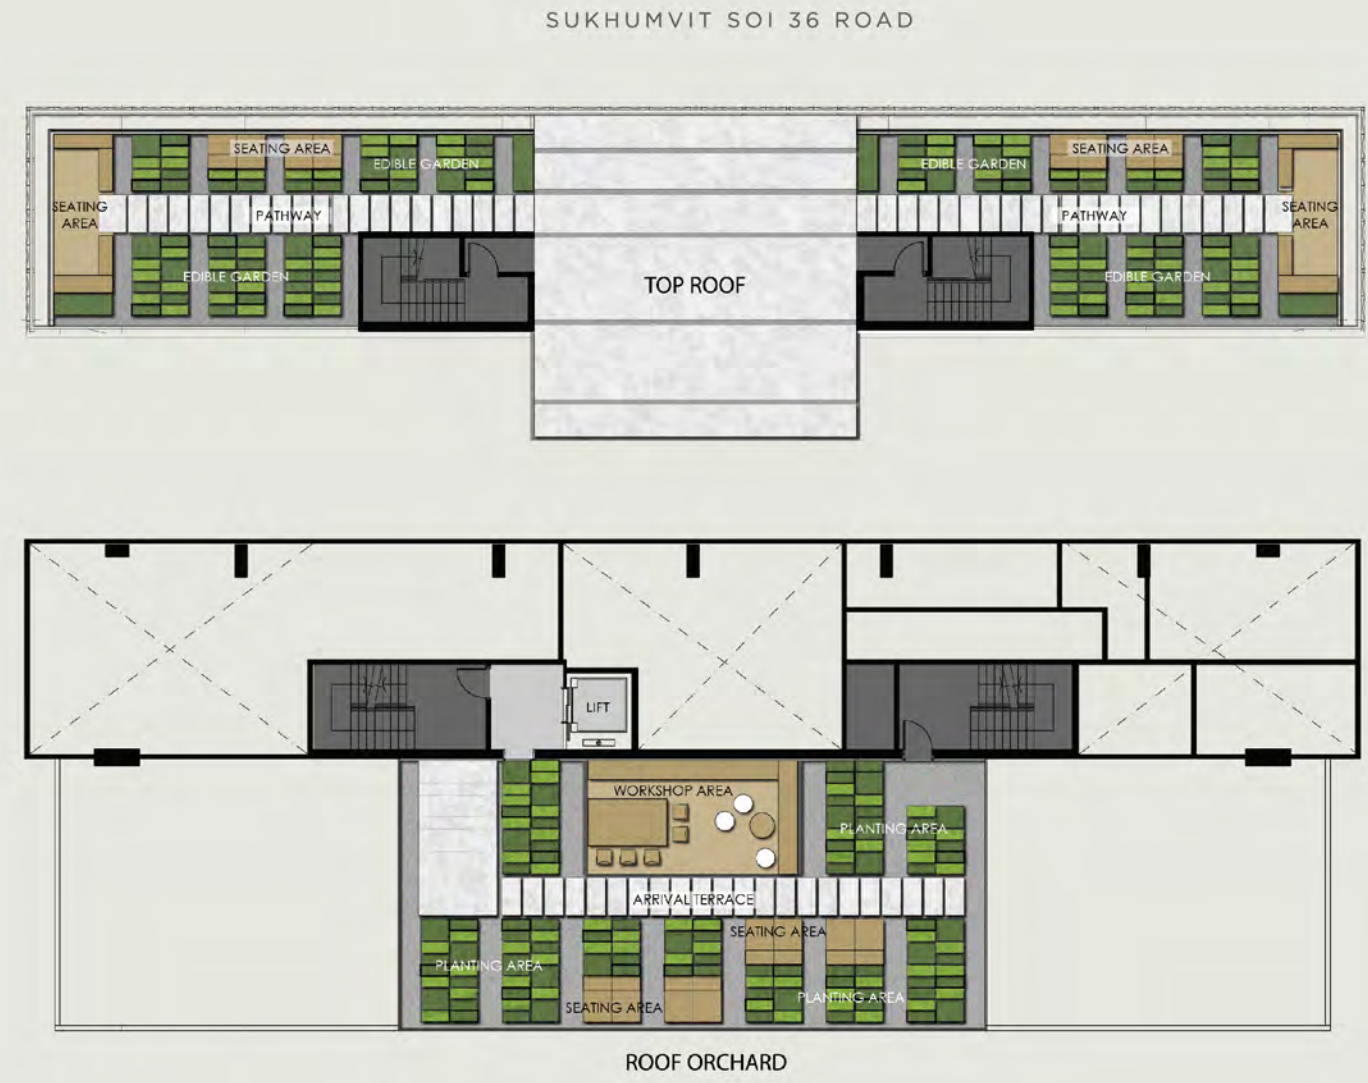 SUKHUMVIT SOI 36 ROAD
SEATING AREA
EDIBLE GARDEN
EDIBLE GARDEN
SEATING AREA
SEATING
AREA
PATHWAY
PATHWAY
SEATING
AREA
EDIBLE GARDEN
TOP ROOF
EDIBLE GARDEN
LIFT
WORKSHOP AREA
PLANTING AREA
ARRIVAL TERRACE
SEATING AREA
PLANTING AREA
SEATING AREA
PLANTING AREA
ROOF ORCHARD